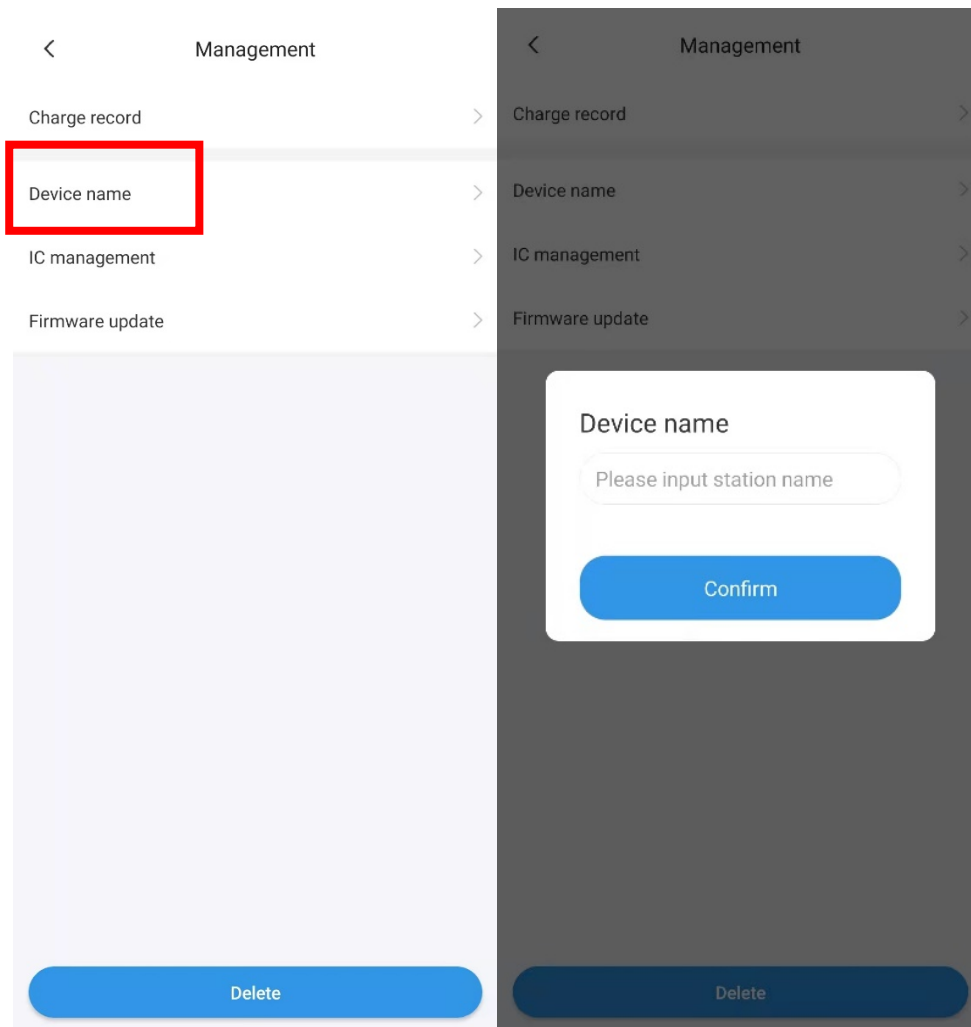 Management
Charge record
Device name
IC management
Firmware update
Delete
Management
Charge record
Device name
IC management
Firmware update
Device name
Please input station name
Confirm
Delete